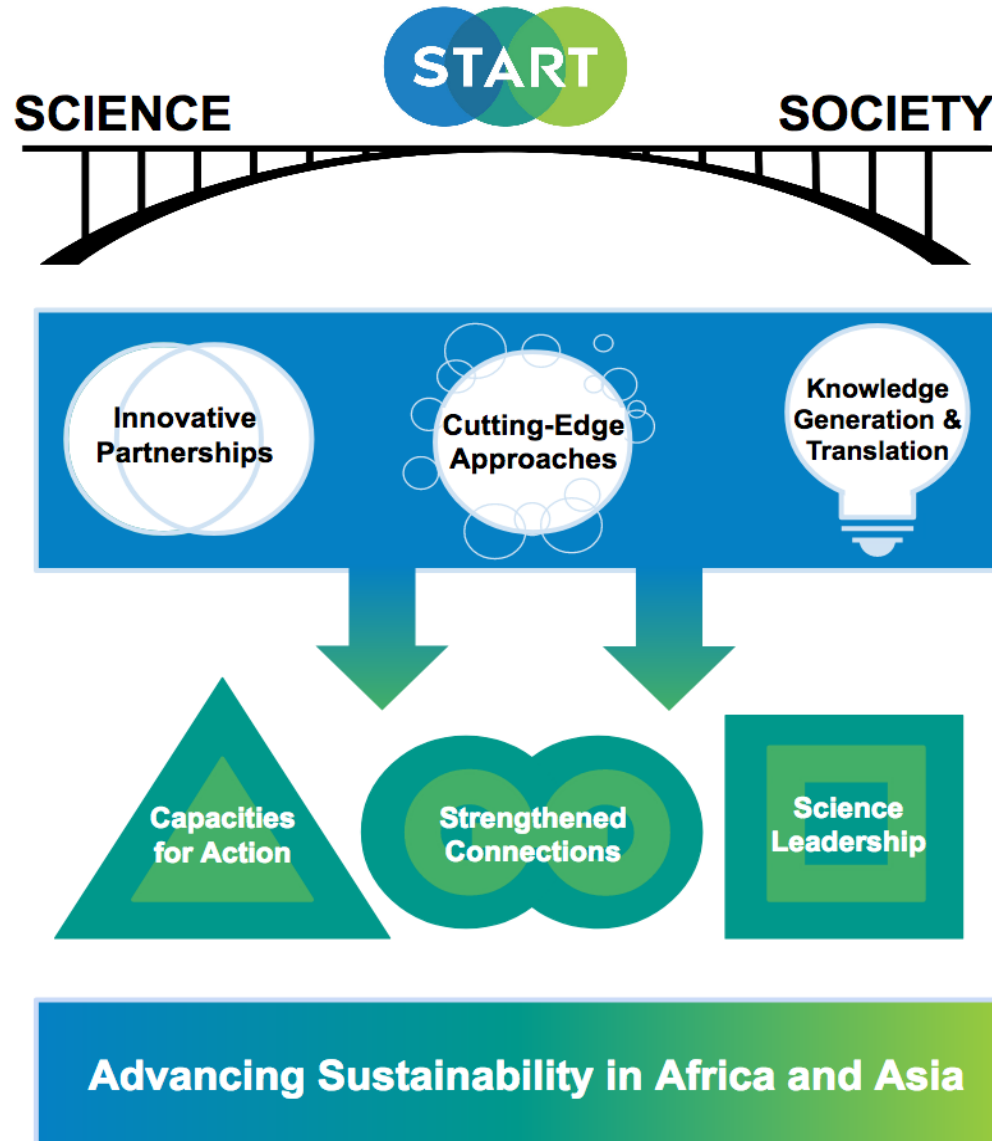 START
SCIENCE
SOCIETY
Innovative
Partnerships
Cutting-Edge
Approaches
Knowledge
Generation &
Translation
Capacities
for Action
Strengthened
Connections
Science
Leadership
Advancing Sustainability in Africa and Asia